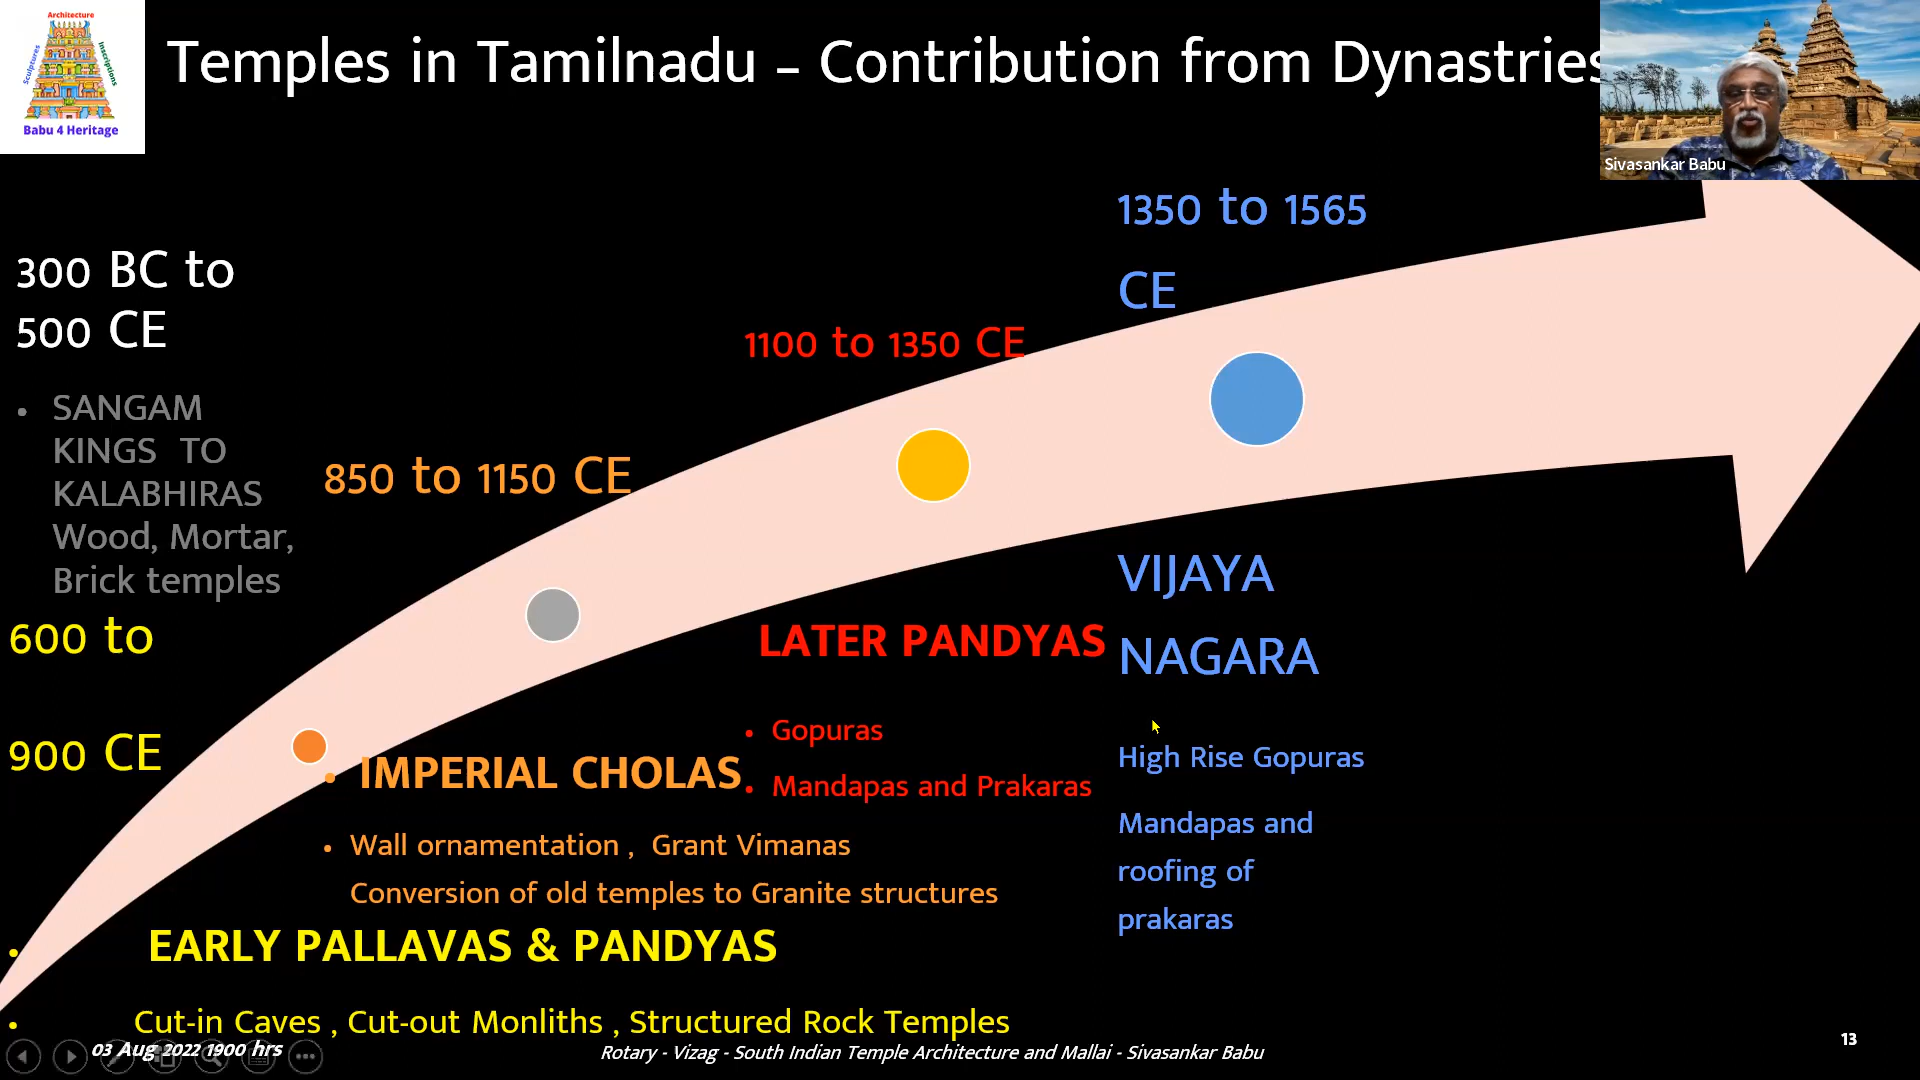 Architecture
Sculptures
Inscriptions
Babu 4 Heritage
Temples in Tamilnadu – Contribution from Dynastries
Sivasankar Babu
300 BC to
500 CE
• SANGAM
KINGS TO
KALABHIRAS
Wood, Mortar,
Brick temples
600 to
900 CE
• EARLY PALLAVAS & PANDYAS
• Cut-in Caves , Cut-out Monliths , Structured Rock Temples
850 to 1150 CE
• IMPERIAL CHOLAS
• Wall ornamentation , Grant Vimanas
Conversion of old temples to Granite structures
1100 to 1350 CE
LATER PANDYAS
• Gopuras
• Mandapas and Prakaras
1350 to 1565
CE
VIJAYA
NAGARA
High Rise Gopuras
Mandapas and
roofing of
prakaras
03 Aug 2022 1900 hrs
Rotary - Vizag - South Indian Temple Architecture and Mallai - Sivasankar Babu
13